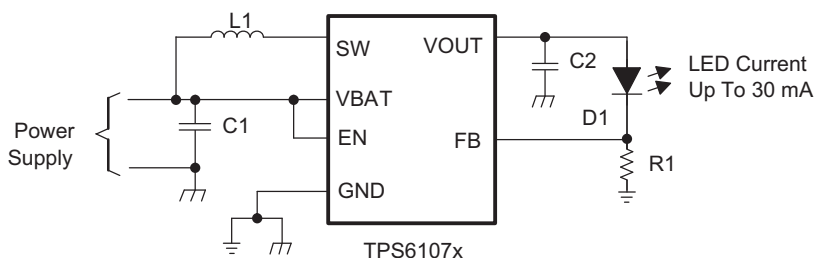 L1
SW
VOUT
C2
LED Current
Up To 30 mA
D1
Power
Supply
C1
VBAT
EN
FB
R1
GND
TPS6107x